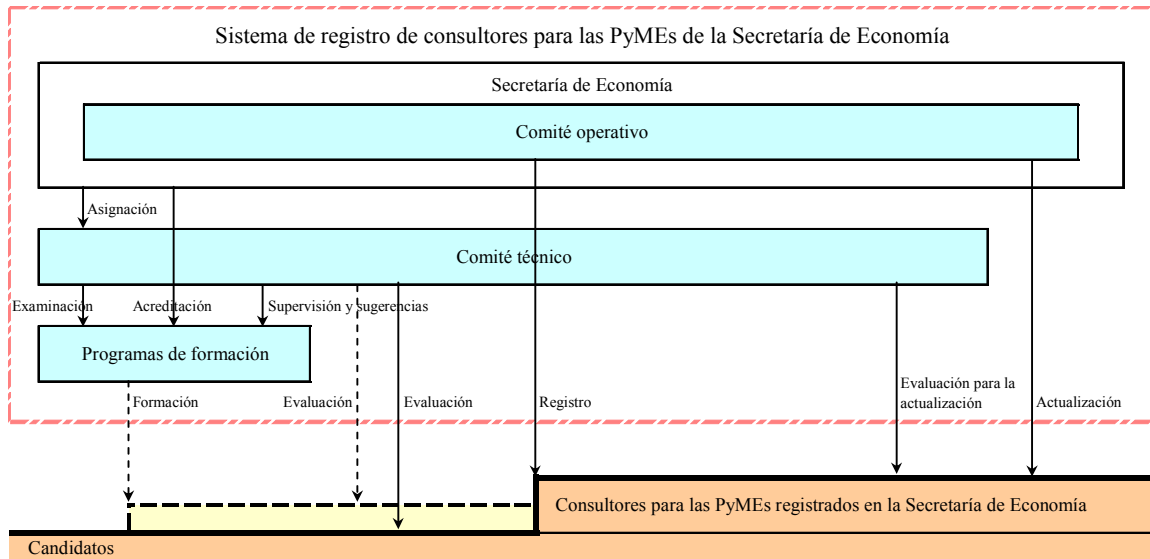 Sistema de registro de consultores para las PyMEs de la Secretaría de Economía
Secretaría de Economía
Comité operativo
Asignación
Comité técnico
Examinación
Acreditación
Supervisión y sugerencias
Programas de formación
Formación
Evaluación
Evaluación
Registro
Evaluación para la
actualización
Actualización
Consultores para las PyMEs registrados en la Secretaría de Economía
Candidatos